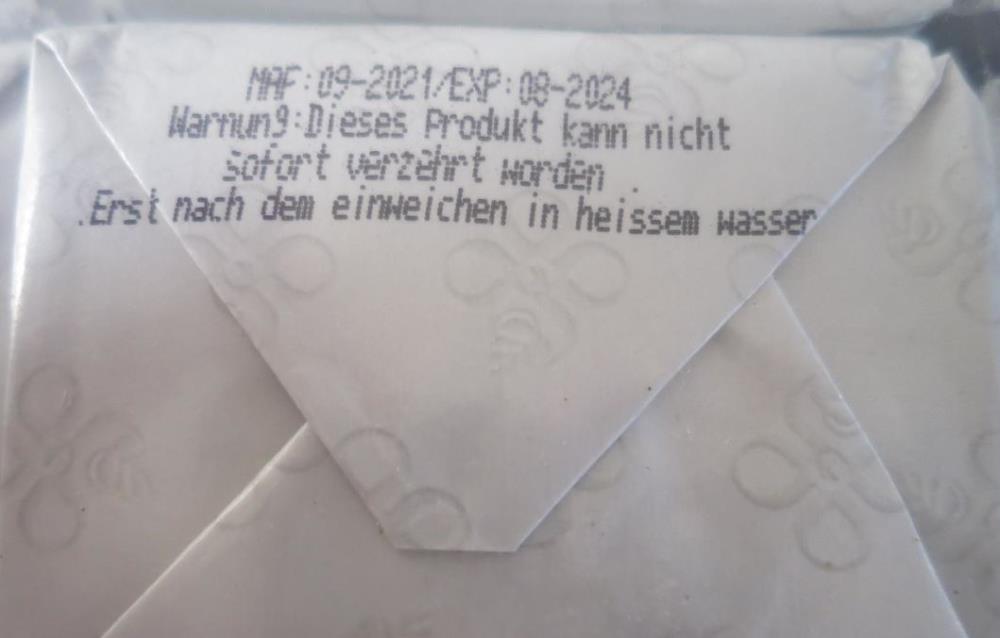 MAF:09-2021/EXP:08-2024
Warnung:Dieses Produkt kann nicht
sofort verzehrt worden .
.Erst nach dem einweichen in heissem wasser